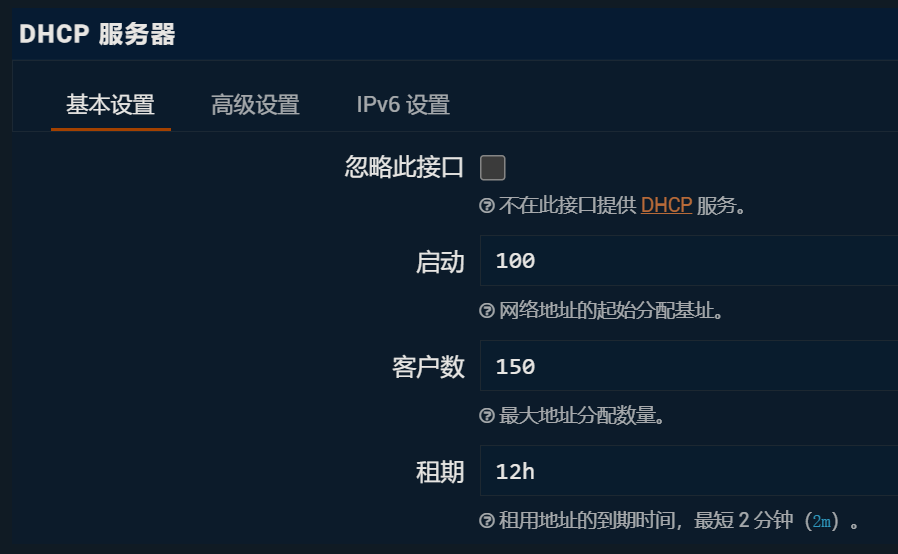 DHCP 服务器
基本设置 高级设置 IPv6 设置
忽略此接口
不在此接口提供 DHCP 服务。
启动 100
网络地址的起始分配基址。
客户数 150
最大地址分配数量。
租期 12h
租用地址的到期时间，最短 2 分钟（2m）。